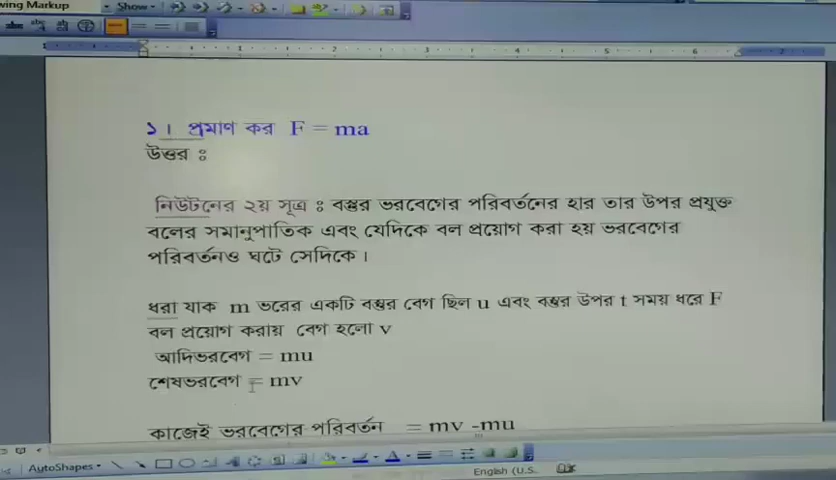 wing Markup
Show
১। প্রমাণ কর F = ma
উত্তর ঃ
নিউটনের ২য় সূত্র ঃ বস্তুর ভরবেগের পরিবর্তনের হার তার উপর প্রযুক্ত
বলের সমানুপাতিক এবং যেদিকে বল প্রয়োগ করা হয় ভরবেগের
পরিবর্তনও ঘটে সেদিকে।
ধরা যাক m ভরের একটি বস্তুর বেগ ছিল u এবং বস্তুর উপর t সময় ধরে F
বল প্রয়োগ করায় বেগ হলো v
আদিভরবেগ = mu
শেষভরবেগ = mv
কাজেই ভরবেগের পরিবর্তন = mv -mu
AutoShapes
English (U.S.